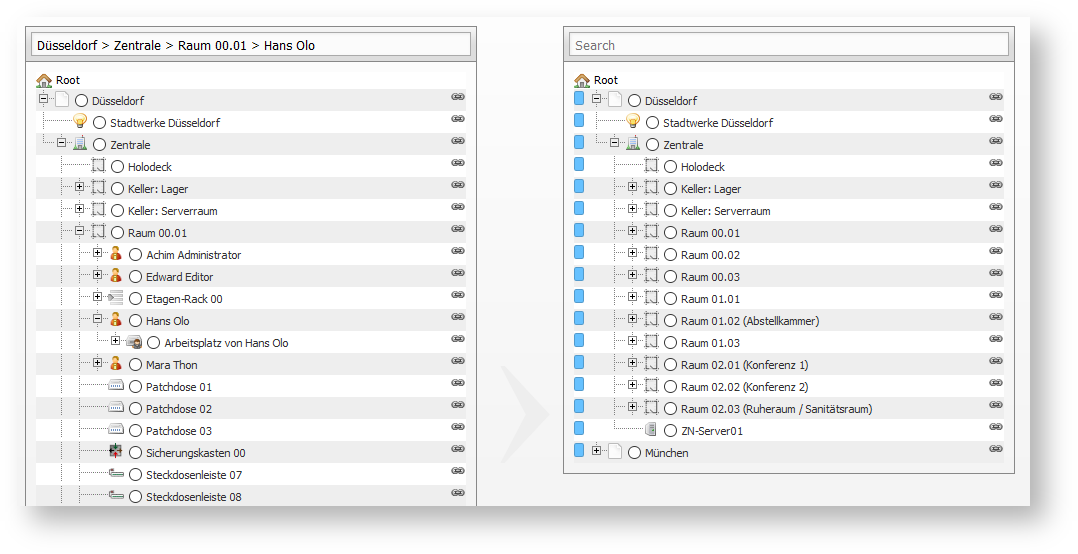 Düsseldorf > Zentrale > Raum 00.01 > Hans Olo
Root
Düsseldorf
Stadtwerke Düsseldorf
Zentrale
Holodeck
Keller: Lager
Keller: Serverraum
Raum 00.01
Achim Administrator
Edward Editor
Etagen-Rack 00
Hans Olo
Arbeitsplatz von Hans Olo
Mara Thon
Patchdose 01
Patchdose 02
Patchdose 03
Sicherungskasten 00
Steckdosenleiste 07
Steckdosenleiste 08
Search
Root
Düsseldorf
Stadtwerke Düsseldorf
Zentrale
Holodeck
Keller: Lager
Keller: Serverraum
Raum 00.01
Raum 00.02
Raum 00.03
Raum 01.01
Raum 01.02 (Abstellkammer)
Raum 01.03
Raum 02.01 (Konferenz 1)
Raum 02.02 (Konferenz 2)
Raum 02.03 (Ruheraum / Sanitätsraum)
ZN-Server01
München